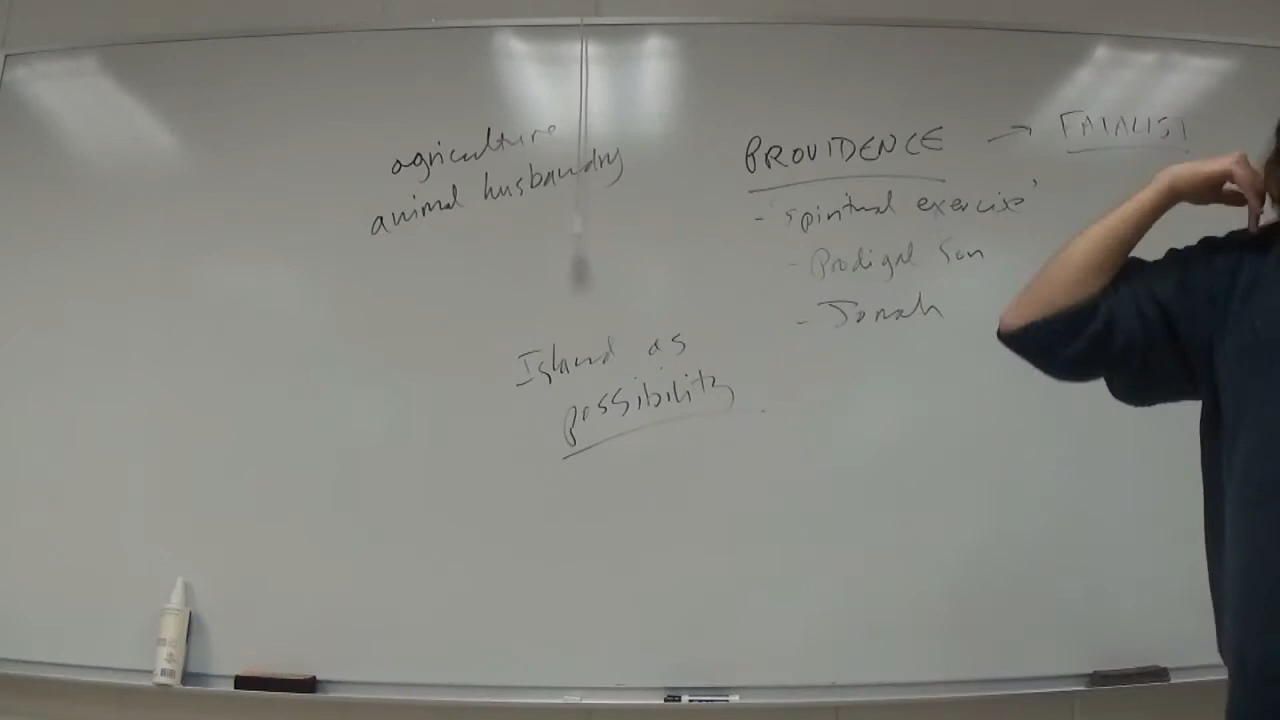 agriculture
animal husbandry
PROVIDENCE → FATALIST
- 'spiritual exercise'
- Prodigal Son
- Jonah
Island as
possibility